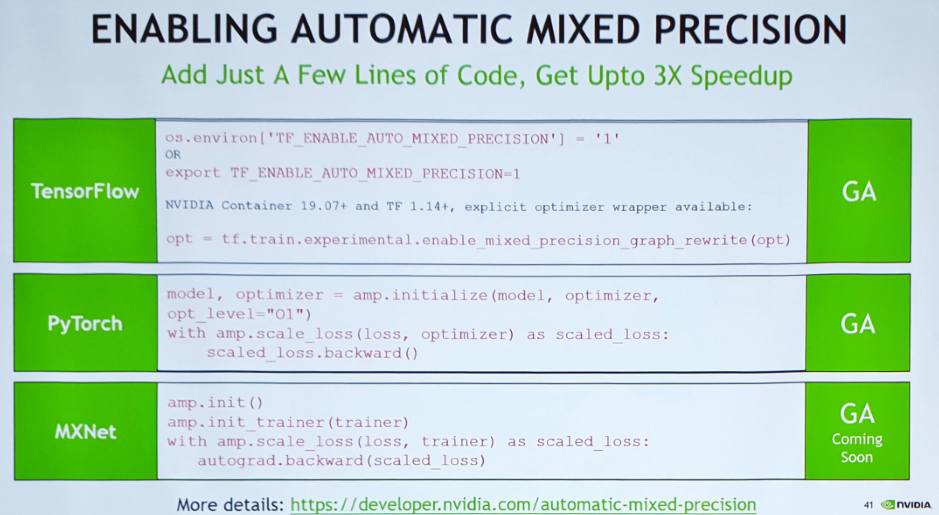 ENABLING AUTOMATIC MIXED PRECISION
Add Just A Few Lines of Code, Get Upto 3X Speedup
TensorFlow
os.environ['TF_ENABLE_AUTO_MIXED_PRECISION'] = '1'
OR
export TF_ENABLE_AUTO_MIXED_PRECISION=1
NVIDIA Container 19.07+ and TF 1.14+, explicit optimizer wrapper available:
opt = tf.train.experimental.enable_mixed_precision_graph_rewrite(opt)
GA
PyTorch
model, optimizer = amp.initialize(model, optimizer,
opt_level="O1")
with amp.scale_loss(loss, optimizer) as scaled_loss:
scaled_loss.backward()
GA
MXNet
amp.init()
amp.init_trainer(trainer)
with amp.scale_loss(loss, trainer) as scaled_loss:
autograd.backward(scaled_loss)
GA
Coming
Soon
More details: https://developer.nvidia.com/automatic-mixed-precision
41 NVIDIA.